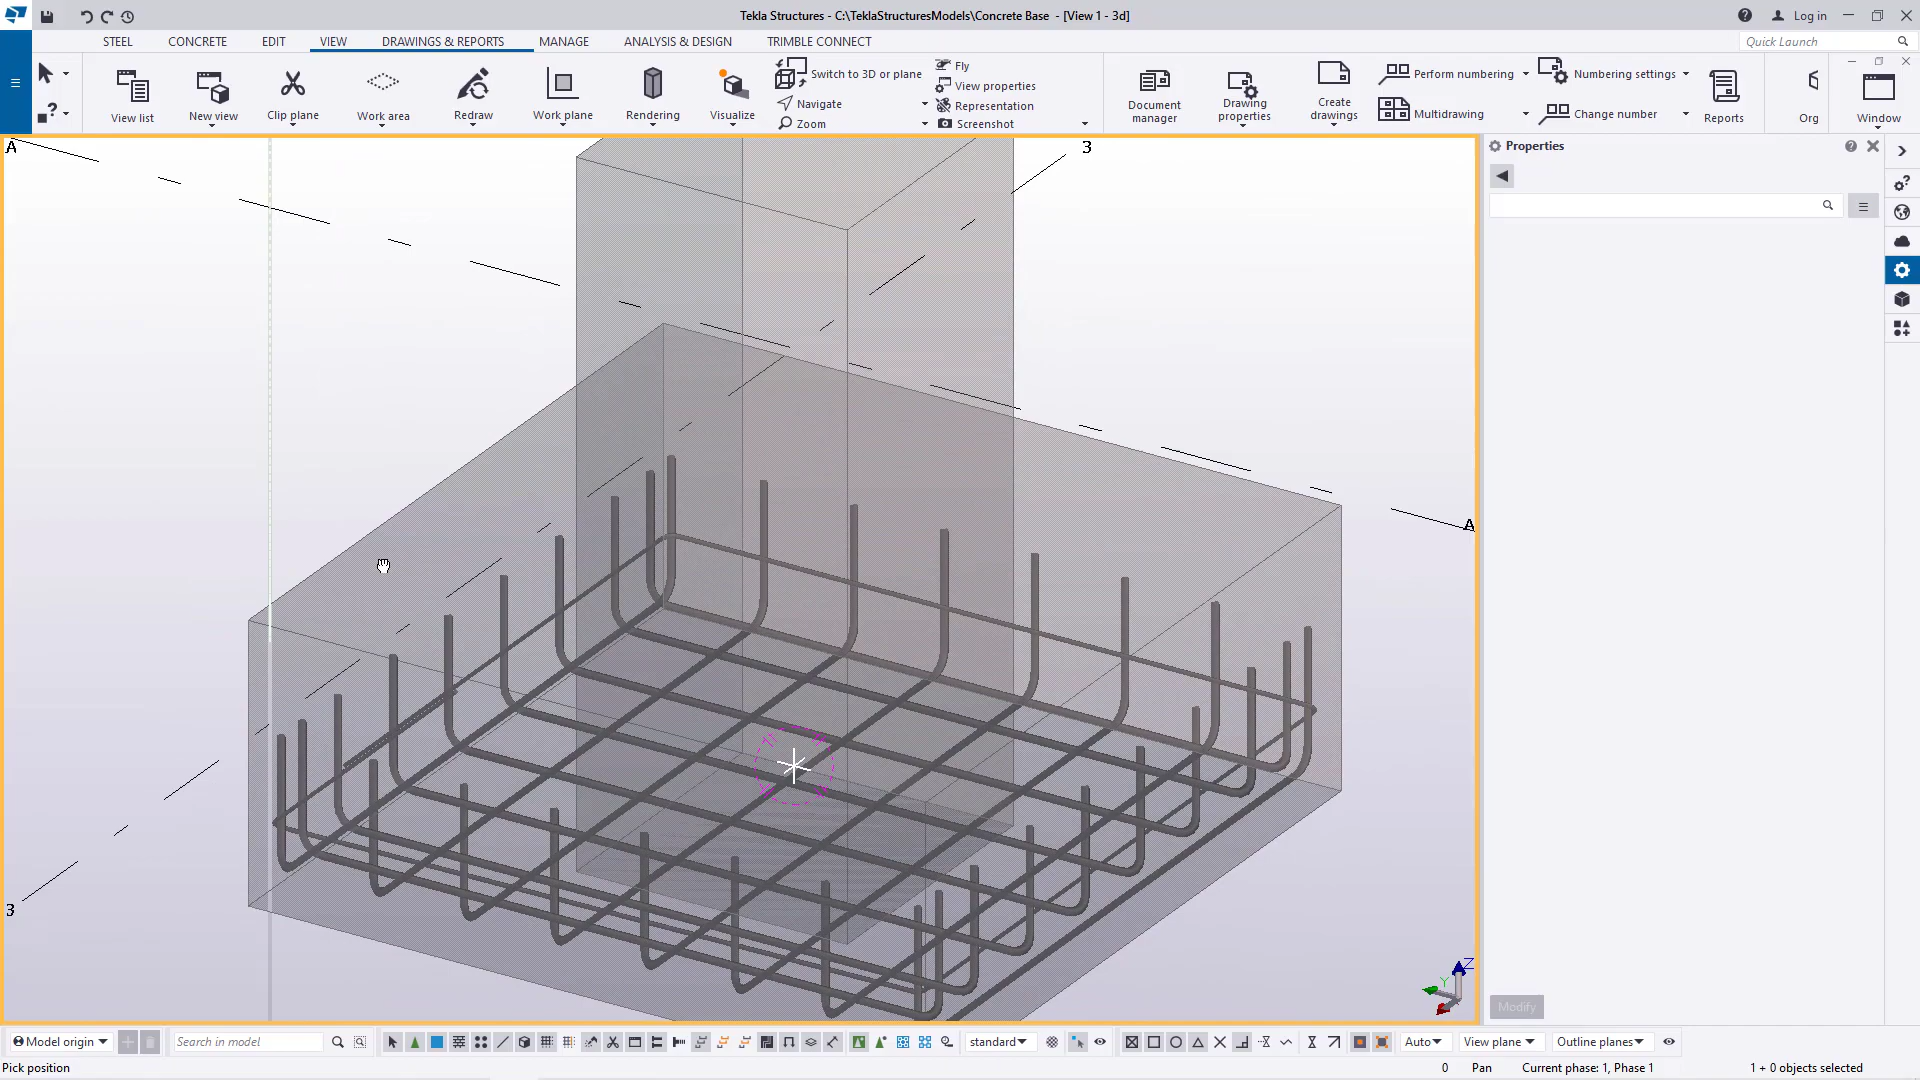 Tekla Structures - C:\TeklaStructuresModels\Concrete Base - [View 1 - 3d]
Log in
STEEL
CONCRETE
EDIT
VIEW
DRAWINGS & REPORTS
MANAGE
ANALYSIS & DESIGN
TRIMBLE CONNECT
Quick Launch
View list
New view
Clip plane
Work area
Redraw
Work plane
Rendering
Visualize
Switch to 3D or plane
Navigate
Zoom
Fly
View properties
Representation
Screenshot
Document
manager
Drawing
properties
Create
drawings
Perform numbering
Multidrawing
Numbering settings
Change number
Reports
Org
Window
Properties
A
3
A
3
Z
Y
Modify
Model origin
Search in model
standard
Auto
View plane
Outline planes
Pick position
0
Pan
Current phase: 1, Phase 1
1 + 0 objects selected